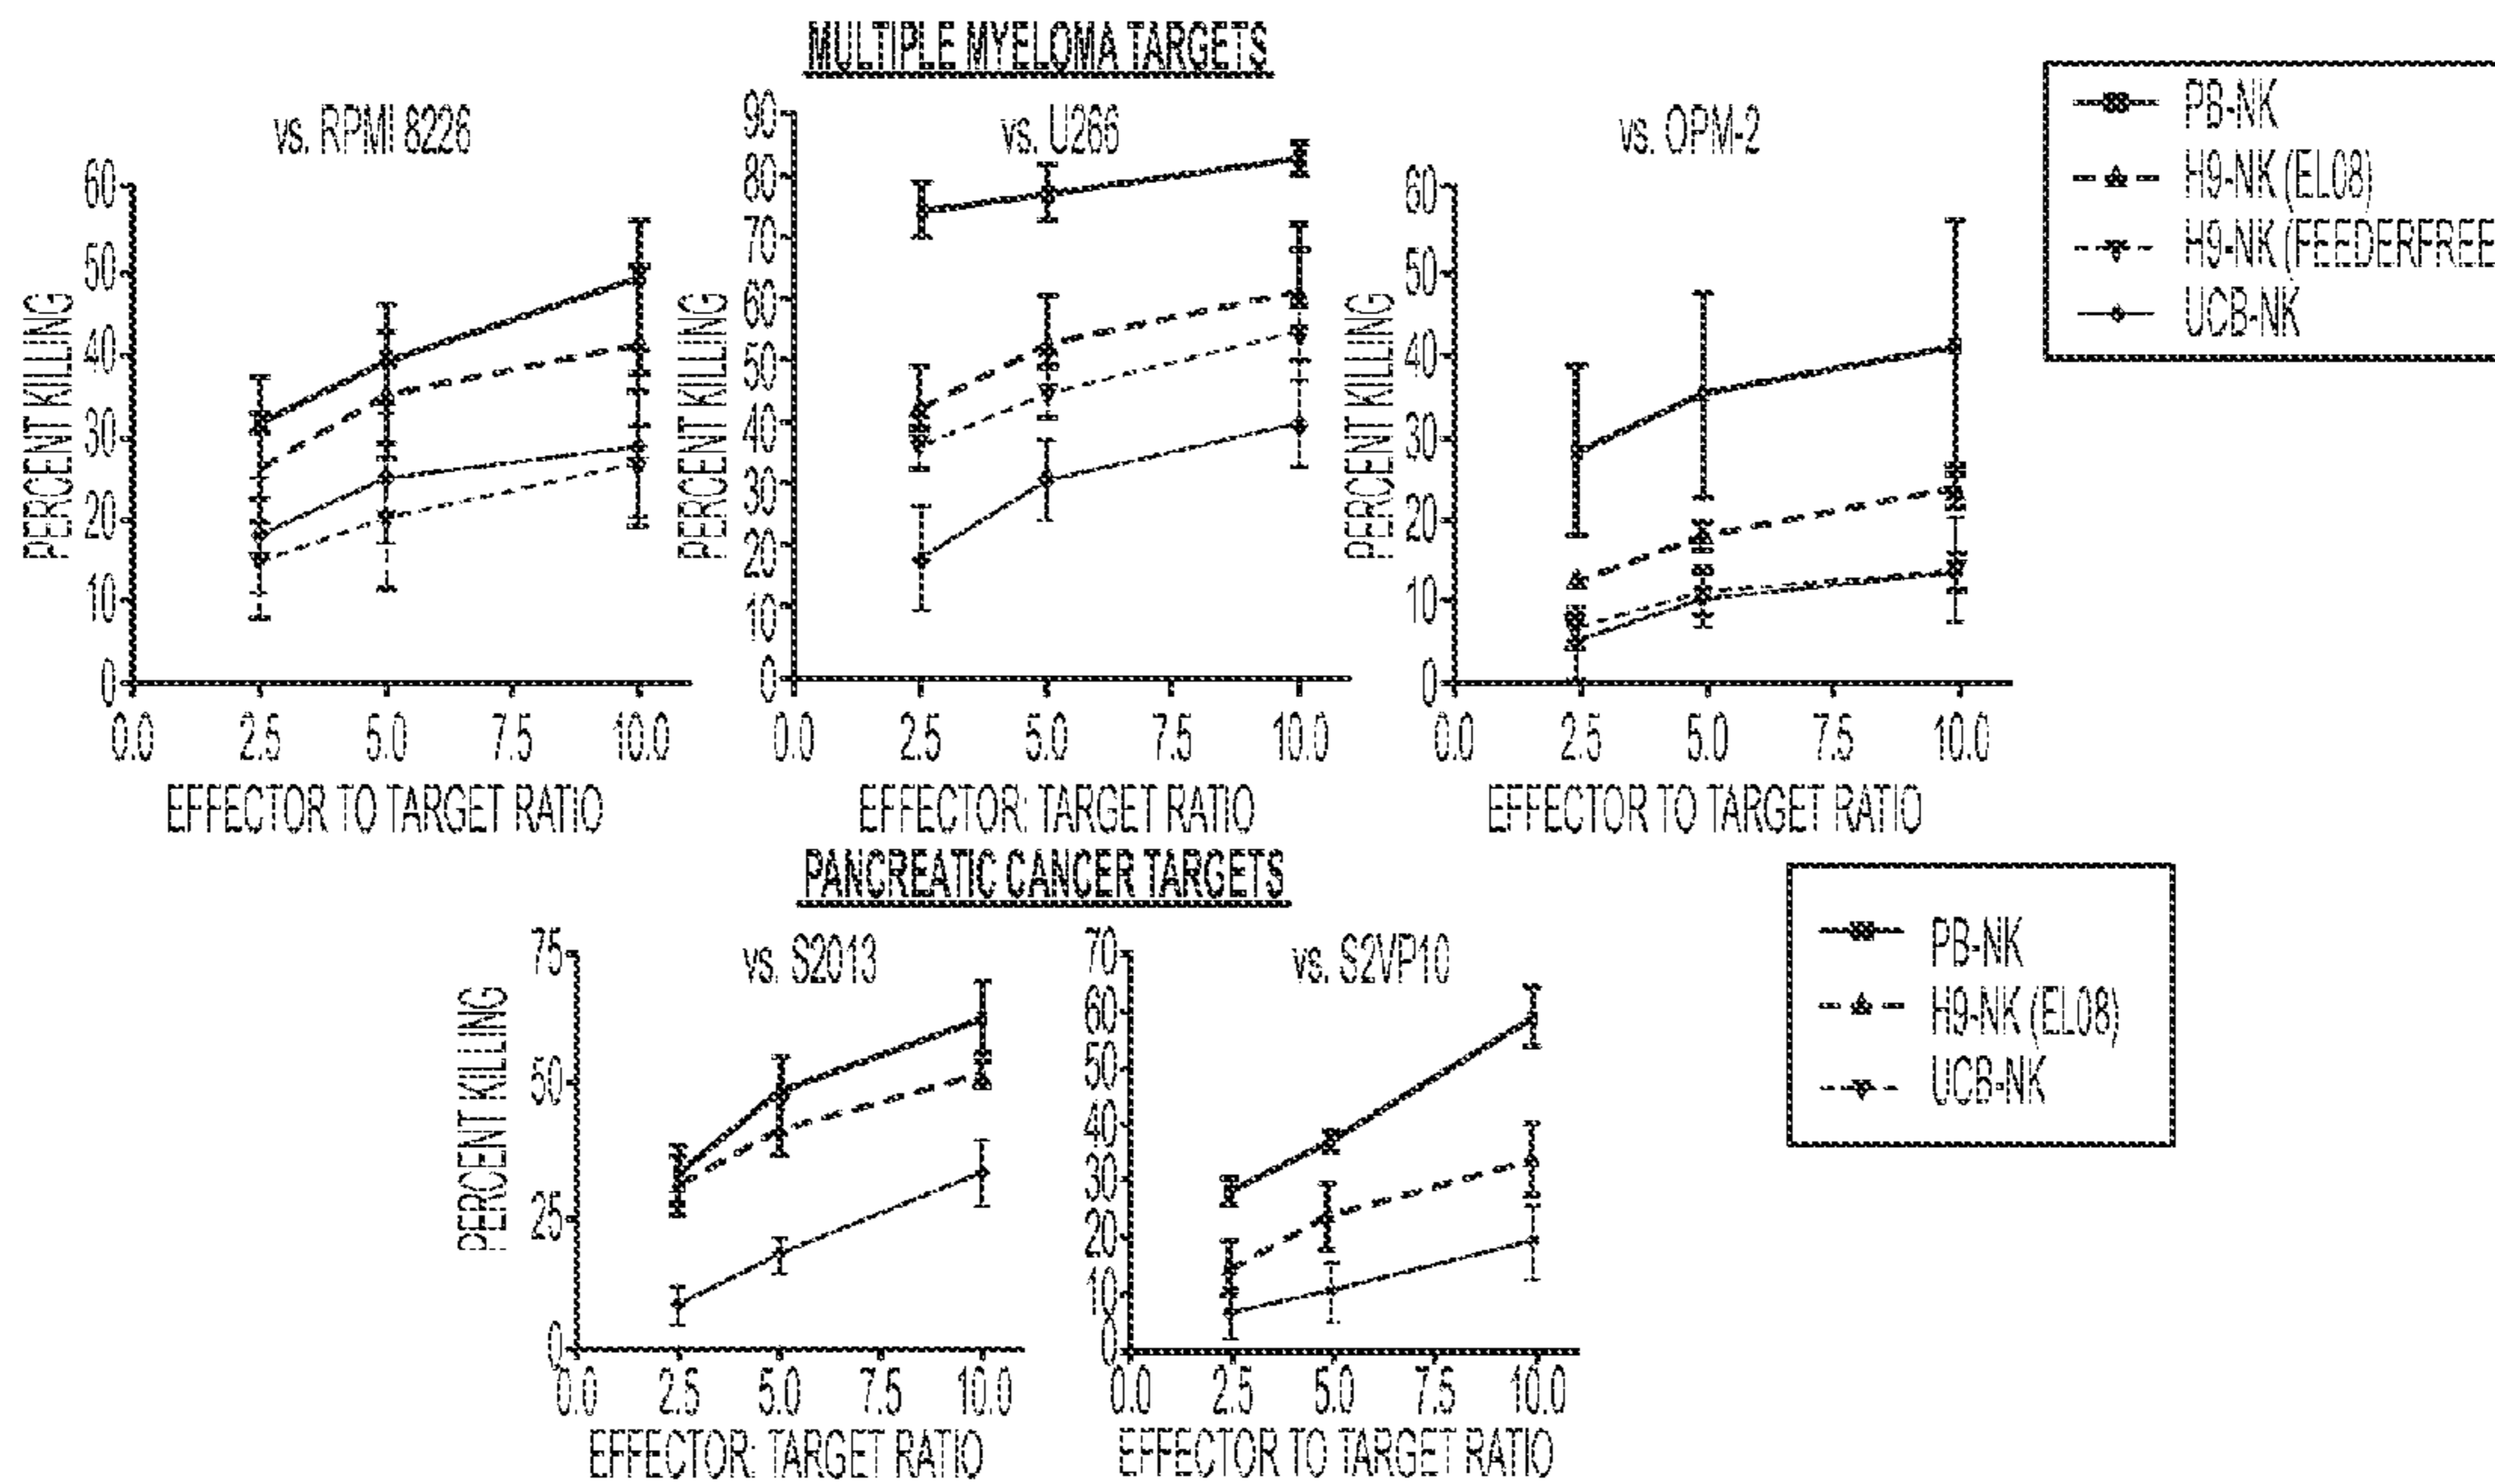 MULTIPLE MYELOMA TARGETS
vs. RPMI 8226
60
50
40
30
20
10
0
PERCENT KILLING
0.0 2.5 5.0 7.5 10.0
EFFECTOR TO TARGET RATIO
vs. U266
90
80
70
60
50
40
30
20
10
0
PERCENT KILLING
0.0 2.5 5.0 7.5 10.0
EFFECTOR: TARGET RATIO
vs. OPM-2
60
50
40
30
20
10
0
PERCENT KILLING
0.0 2.5 5.0 7.5 10.0
EFFECTOR TO TARGET RATIO
PB-NK
H9-NK (EL08)
H9-NK (FEEDERFREE
UCB-NK
PANCREATIC CANCER TARGETS
vs. S2013
75
50
25
0
PERCENT KILLING
0.0 2.5 5.0 7.5 10.0
EFFECTOR: TARGET RATIO
vs. S2VP10
70
60
50
40
30
20
10
0
0.0 2.5 5.0 7.5 10.0
EFFECTOR TO TARGET RATIO
PB-NK
H9-NK (EL08)
UCB-NK